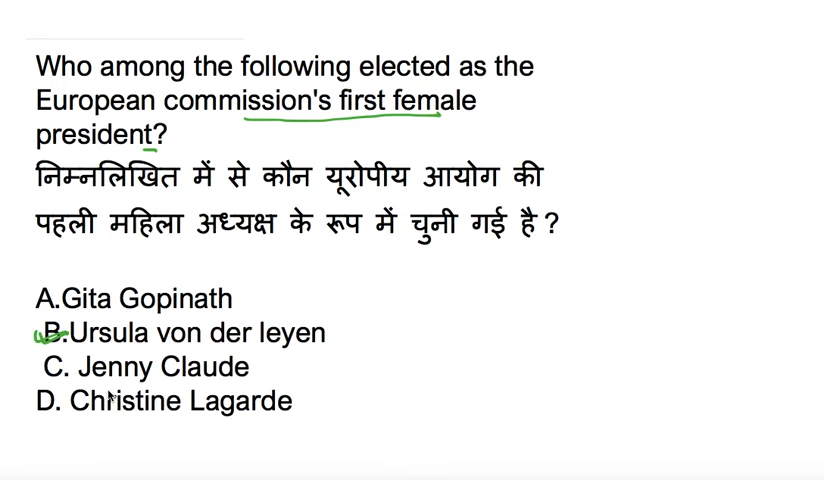 Who among the following elected as the
European commission's first female
president?
निम्नलिखित में से कौन यूरोपीय आयोग की
पहली महिला अध्यक्ष के रूप में चुनी गई है ?
A.Gita Gopinath
B.Ursula von der leyen
C. Jenny Claude
D. Christine Lagarde